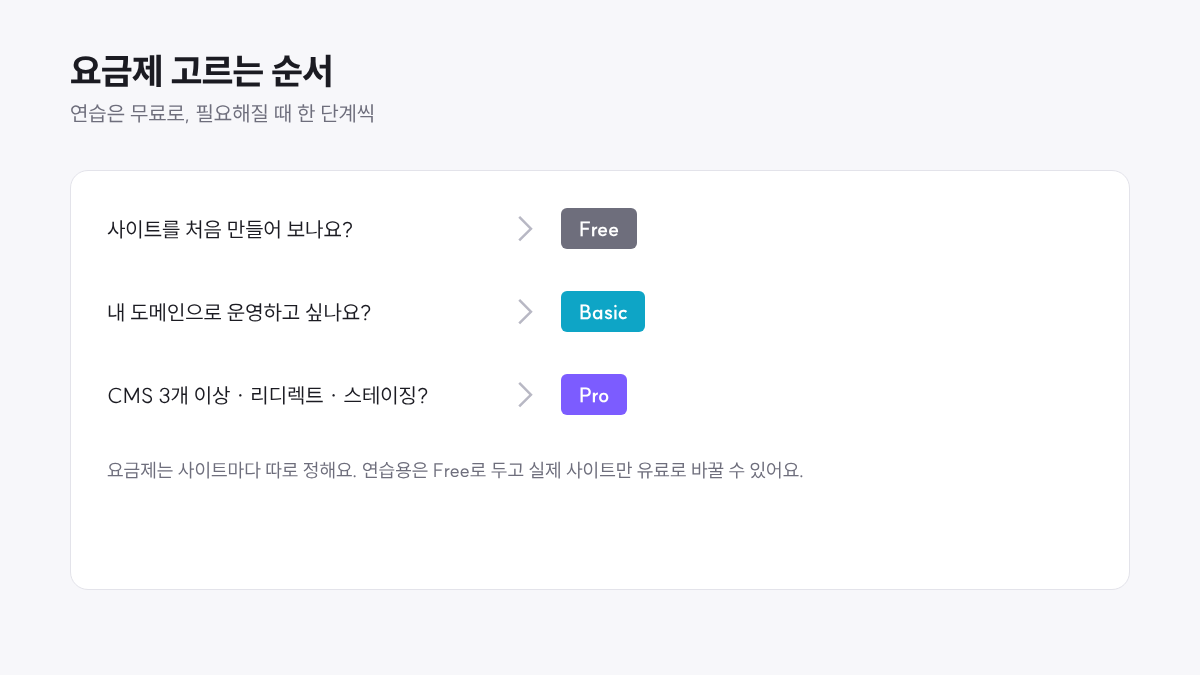 요금제 고르는 순서
연습은 무료로, 필요해질 때 한 단계씩
사이트를 처음 만들어 보나요?
Free
내 도메인으로 운영하고 싶나요?
Basic
CMS 3개 이상 · 리디렉트 · 스테이징?
Pro
요금제는 사이트마다 따로 정해요. 연습용은 Free로 두고 실제 사이트만 유료로 바꿀 수 있어요.